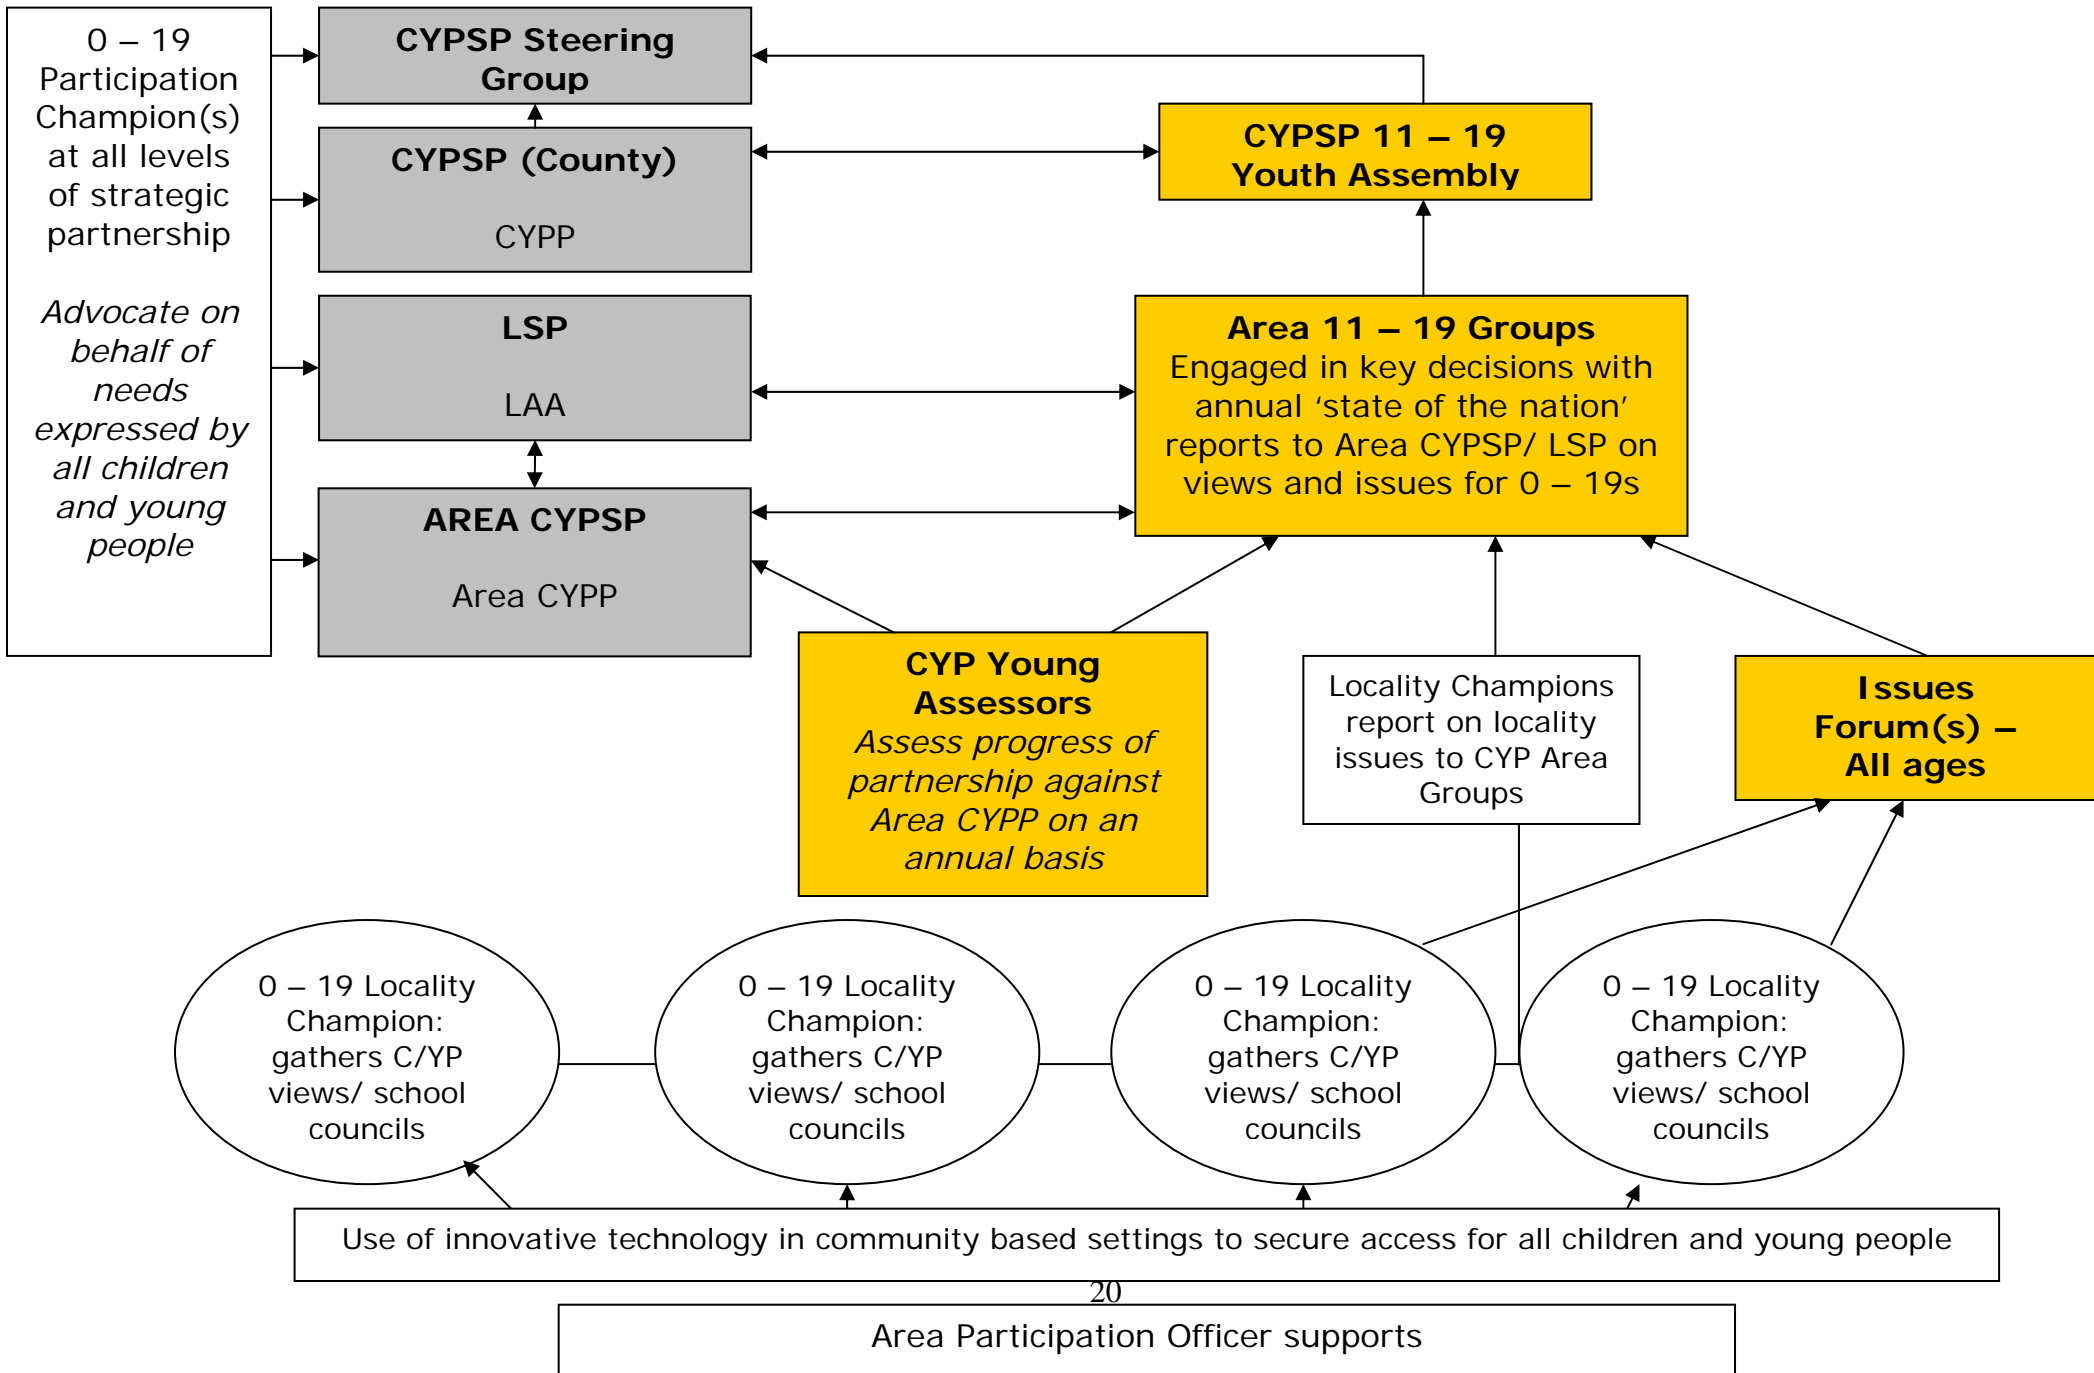 0 – 19
Participation
Champion(s)
at all levels
of strategic
partnership
Advocate on
behalf of
needs
expressed by
all children
and young
people
CYPSP Steering
Group
CYPSP (County)
CYPP
LSP
LAA
AREA CYPSP
Area CYPP
CYPSP 11 – 19
Youth Assembly
Area 11 – 19 Groups
Engaged in key decisions with
annual ‘state of the nation’
reports to Area CYPSP/ LSP on
views and issues for 0 – 19s
CYP Young
Assessors
Assess progress of
partnership against
Area CYPP on an
annual basis
Locality Champions
report on locality
issues to CYP Area
Groups
Issues
Forum(s) –
All ages
0 – 19 Locality
Champion:
gathers C/YP
views/ school
councils
0 – 19 Locality
Champion:
gathers C/YP
views/ school
councils
0 – 19 Locality
Champion:
gathers C/YP
views/ school
councils
0 – 19 Locality
Champion:
gathers C/YP
views/ school
councils
Use of innovative technology in community based settings to secure access for all children and young people
20
Area Participation Officer supports